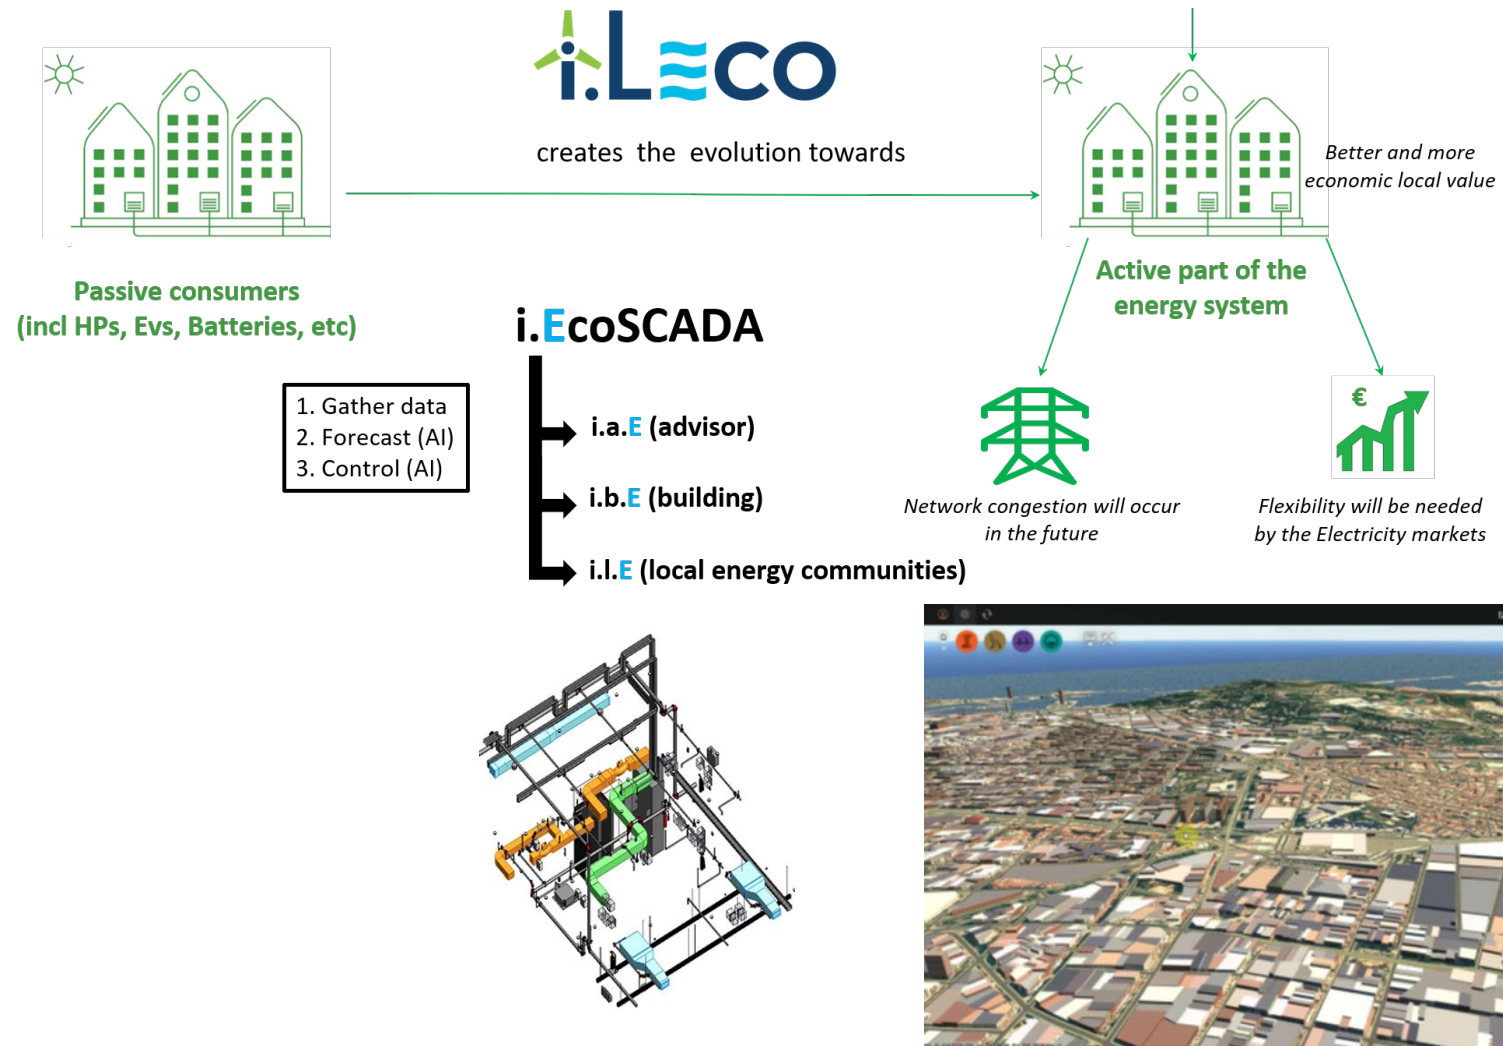 i.LECO
creates the evolution towards
Better and more
economic local value
Passive consumers
(incl HPs, Evs, Batteries, etc)
Active part of the
energy system
i.EcoSCADA
1. Gather data
2. Forecast (AI)
3. Control (AI)
i.a.E (advisor)
i.b.E (building)
i.l.E (local energy communities)
€
Network congestion will occur
in the future
Flexibility will be needed
by the Electricity markets